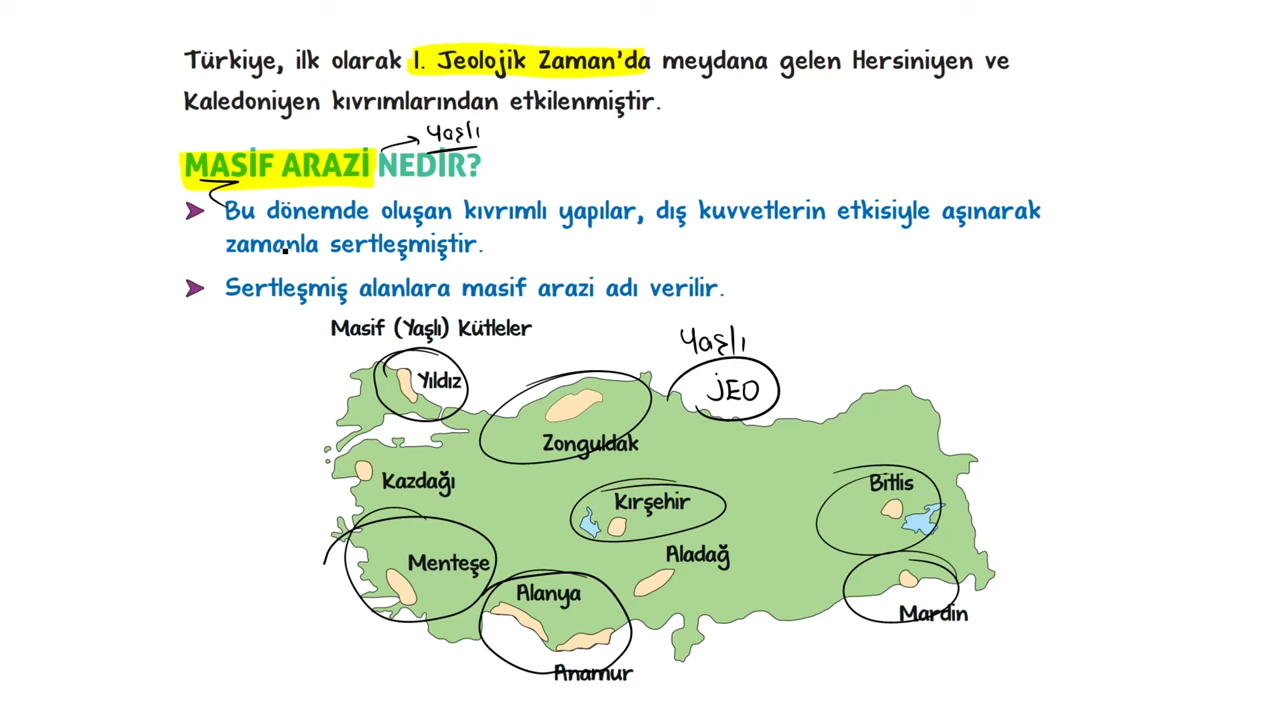 Türkiye, ilk olarak I. Jeolojik Zaman'da meydana gelen Hersiniyen ve
Kaledoniyen kıvrımlarından etkilenmiştir.
Yaşlı
MASİF ARAZİ NEDİR?
Bu dönemde oluşan kıvrımlı yapılar, dış kuvvetlerin etkisiyle aşınarak
zamanla sertleşmiştir.
Sertleşmiş alanlara masif arazi adı verilir.
Masif (Yaşlı) Kütleler
Yaşlı
JEO
Yıldız
Zonguldak
Kazdağı
Kırşehir
Bitlis
Menteşe
Aladağ
Alanya
Mardin
Anamur